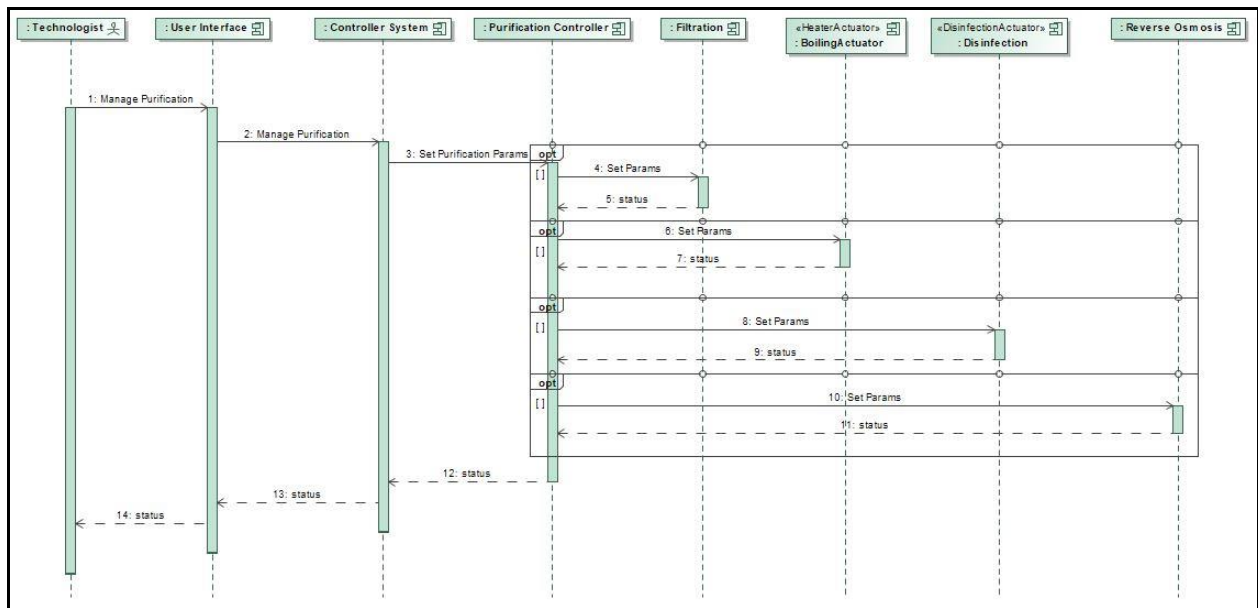 : Technologist
: User Interface
: Controller System
: Purification Controller
: Filtration
«HeaterActuator»
: BoilingActuator
«DisinfectionActuator»
: Disinfection
: Reverse Osmosis
1: Manage Purification
2: Manage Purification
3: Set Purification Params
opt
[ ]
4: Set Params
5: status
opt
[ ]
6: Set Params
7: status
opt
[ ]
8: Set Params
9: status
opt
[ ]
10: Set Params
11: status
12: status
13: status
14: status